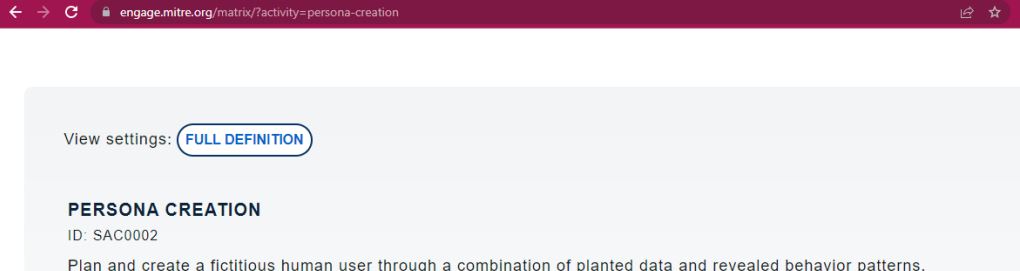 engage.mitre.org/matrix/?activity=persona-creation
View settings: FULL DEFINITION
PERSONA CREATION
ID: SAC0002
Plan and create a fictitious human user through a combination of planted data and revealed behavior patterns.